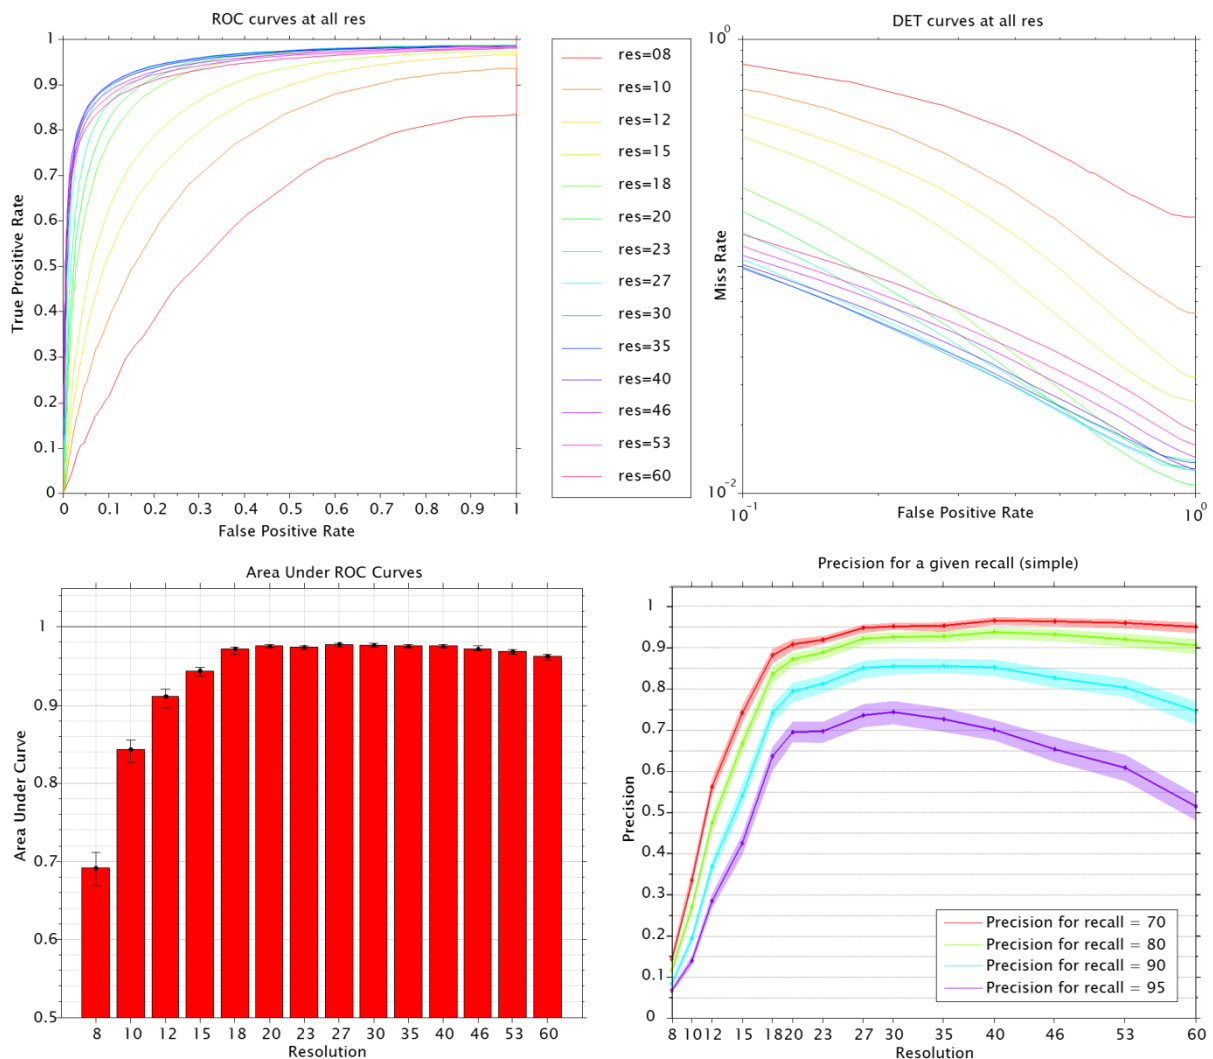 ROC curves at all res
1
0.9
0.8
0.7
0.6
0.5
0.4
0.3
0.2
0.1
0
True Prositive Rate
0 0.1 0.2 0.3 0.4 0.5 0.6 0.7 0.8 0.9 1
False Positive Rate
res=08
res=10
res=12
res=15
res=18
res=20
res=23
res=27
res=30
res=35
res=40
res=46
res=53
res=60
DET curves at all res
10^0
Miss Rate
10^-2
10^-1 10^0
False Positive Rate
Area Under ROC Curves
1
0.9
0.8
0.7
0.6
0.5
Area Under Curve
8 10 12 15 18 20 23 27 30 35 40 46 53 60
Resolution
Precision for a given recall (simple)
1
0.9
0.8
0.7
0.6
0.5
0.4
0.3
0.2
0.1
0
Precision
Precision for recall = 70
Precision for recall = 80
Precision for recall = 90
Precision for recall = 95
8 10 12 15 18 20 23 27 30 35 40 46 53 60
Resolution